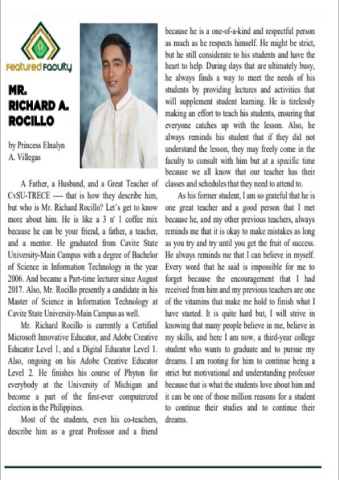 Featured Faculty
MR.
RICHARD A.
ROCILLO
by Princess Elnalyn
A. Villegas
A Father, a Husband, and a Great Teacher of
CvSU-TRECE ---- that is how they describe him,
but who is Mr. Richard Rocillo? Let's get to know
more about him. He is like a 3 n' 1 coffee mix
because he can be your friend, a father, a teacher,
and a mentor. He graduated from Cavite State
University-Main Campus with a degree of Bachelor
of Science in Information Technology in the year
2006. And became a Part-time lecturer since August
2017. Also, Mr. Rocillo presently a candidate in his
Master of Science in Information Technology at
Cavite State University-Main Campus as well.
Mr. Richard Rocillo is currently a Certified
Microsoft Innovative Educator, and Adobe Creative
Educator Level 1, and a Digital Educator Level 1.
Also, ongoing on his Adobe Creative Educator
Level 2. He finishes his course of Phyton for
everybody at the University of Michigan and
become a part of the first-ever computerized
election in the Philippines.
Most of the students, even his co-teachers,
describe him as a great Professor and a friend
because he is a one-of-a-kind and respectful person
as much as he respects himself. He might be strict,
but he still considerate to his students and have the
heart to help. During days that are ultimately busy,
he always finds a way to meet the needs of his
students by providing lectures and activities that
will supplement student learning. He is tirelessly
making an effort to teach his students, ensuring that
everyone catches up with the lesson. Also, he
always reminds his student that if they did not
understand the lesson, they may freely come in the
faculty to consult with him but at a specific time
because we all know that our teacher has their
classes and schedules that they need to attend to.
As his former student, I am so grateful that he is
one great teacher and a good person that I met
because he, and my other previous teachers, always
reminds me that it is okay to make mistakes as long
as you try and try until you get the fruit of success.
He always reminds me that I can believe in myself.
Every word that he said is impossible for me to
forget because the encouragement that I had
received from him and my previous teachers are one
of the vitamins that make me hold to finish what I
have started. It is quite hard but, I will strive in
knowing that many people believe in me, believe in
my skills, and here I am now, a third-year college
student who wants to graduate and to pursue my
dreams. I am rooting for him to continue being a
strict but motivational and understanding professor
because that is what the students love about him and
it can be one of those million reasons for a student
to continue their studies and to continue their
dreams.